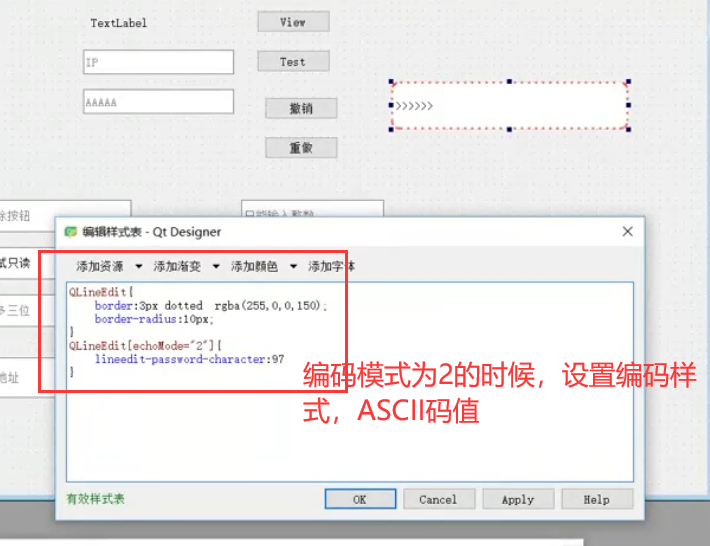 TextLabel
View
IP
Test
AAAAA
撤销
>>>>>>
重做
除按钮
只能输入整数
试只读
多三位
地址
编辑样式表 - Qt Designer
添加资源 添加渐变 添加颜色 添加字体
QLineEdit{
border:3px dotted  rgba(255,0,0,150);
border-radius:10px;
}
QLineEdit[echoMode="2"]{
lineedit-password-character:97
}
编码模式为2的时候，设置编码样
式，ASCII码值
有效样式表
OK Cancel Apply Help